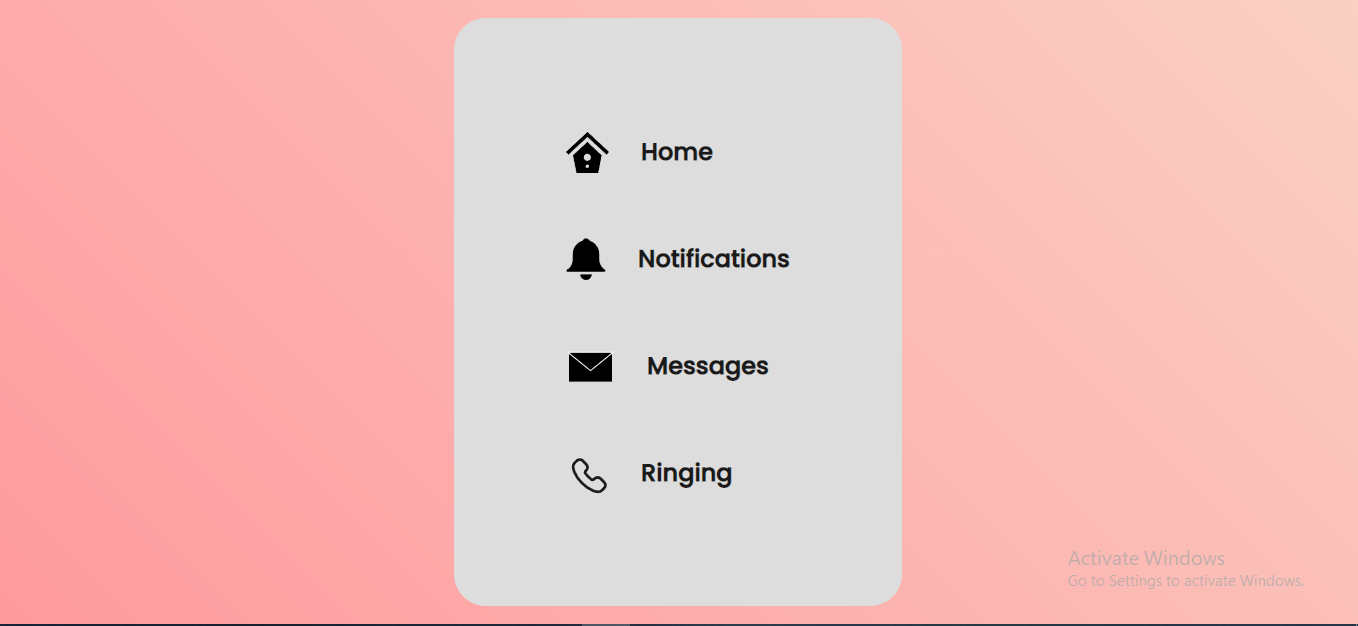 Home
Notifications
Messages
Ringing
Activate Windows
Go to Settings to activate Windows.